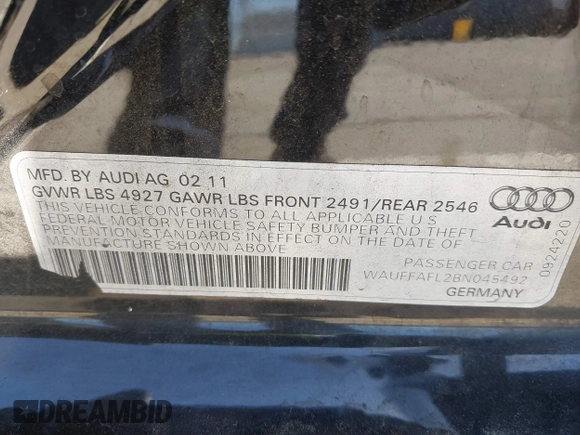 MFD. BY AUDI AG 02 11
GVWR LBS 4927 GAWR LBS FRONT 2491/REAR 2546
THIS VEHICLE CONFORMS TO ALL APPLICABLE U S
FEDERAL MOTOR VEHICLE SAFETY BUMPER AND THEFT
PREVENTION STANDARDS IN EFFECT ON THE DATE OF
MANUFACTURE SHOWN ABOVE
Audi
0924220
PASSENGER CAR
WAUFFAFL2BN045492
GERMANY
DREAMBID